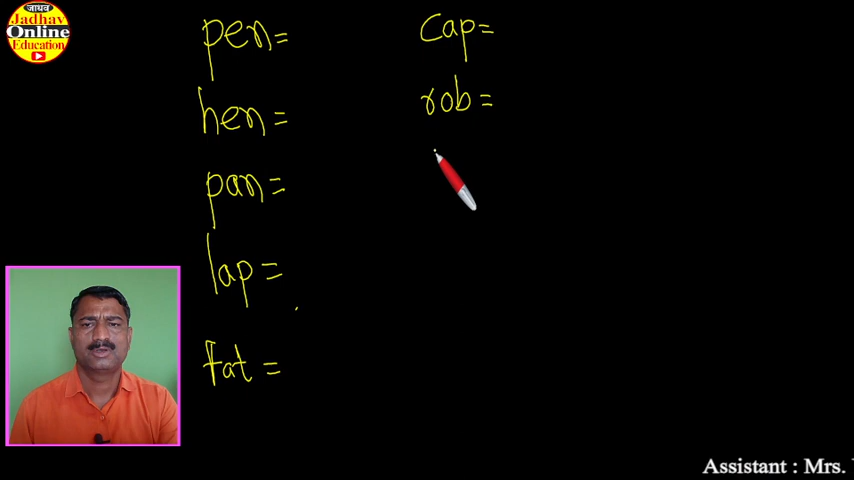 जाधव
Jadhav
Online
Education
pen=
hen=
pan=
lap=
fat=
Cap=
rob=
Assistant : Mrs.